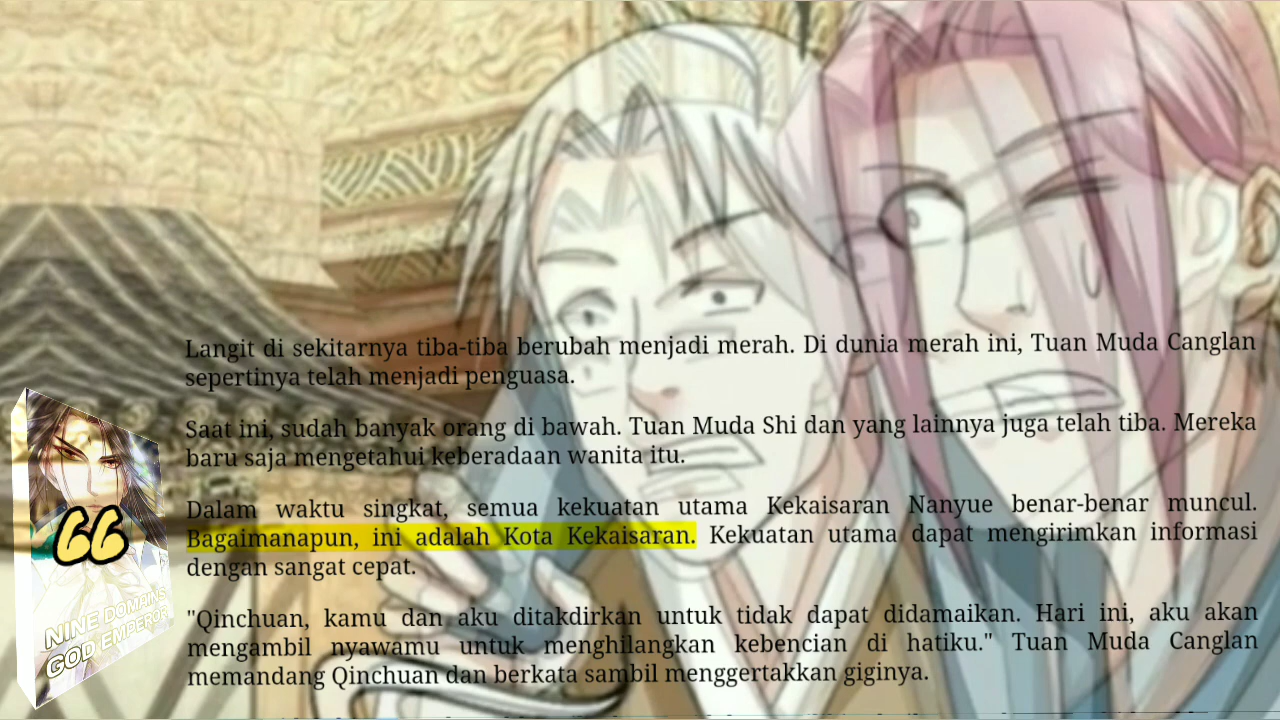 Langit di sekitarnya tiba-tiba berubah menjadi merah. Di dunia merah ini, Tuan Muda Canglan
sepertinya telah menjadi penguasa.
Saat ini, sudah banyak orang di bawah. Tuan Muda Shi dan yang lainnya juga telah tiba. Mereka
baru saja mengetahui keberadaan wanita itu.
Dalam waktu singkat, semua kekuatan utama Kekaisaran Nanyue benar-benar muncul.
Bagaimanapun, ini adalah Kota Kekaisaran. Kekuatan utama dapat mengirimkan informasi
dengan sangat cepat.
"Qinchuan, kamu dan aku ditakdirkan untuk tidak dapat didamaikan. Hari ini, aku akan
mengambil nyawamu untuk menghilangkan kebencian di hatiku." Tuan Muda Canglan
memandang Qinchuan dan berkata sambil menggertakkan giginya.
66
NINE DOMAINS
GOD EMPEROR